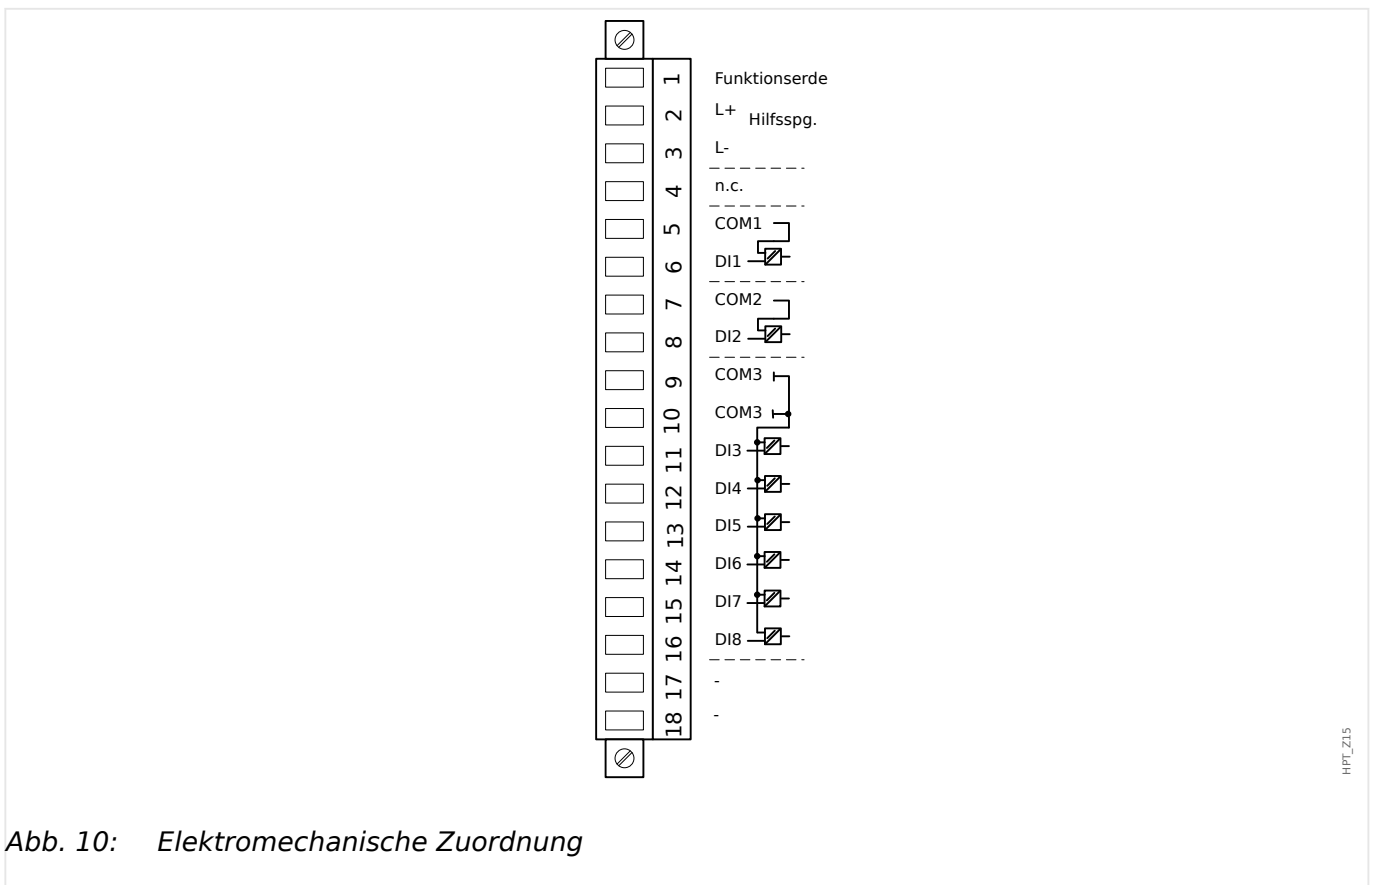 1 Funktionserde
2 L+ Hilfsspg.
3 L-
4 n.c.
5 COM1
6 DI1
7 COM2
8 DI2
9 COM3
10 COM3
11 DI3
12 DI4
13 DI5
14 DI6
15 DI7
16 DI8
17 -
18 -
HPT_Z15
Abb. 10: Elektromechanische Zuordnung